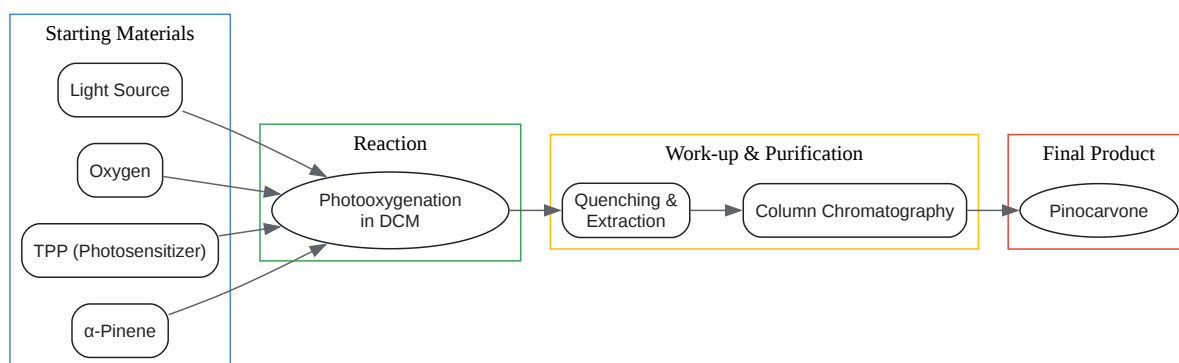 Starting Materials
Light Source
Oxygen
TPP (Photosensitizer)
α-Pinene
Reaction
Photooxygenation
in DCM
Work-up & Purification
Quenching &
Extraction
Column Chromatography
Final Product
Pinocarvone